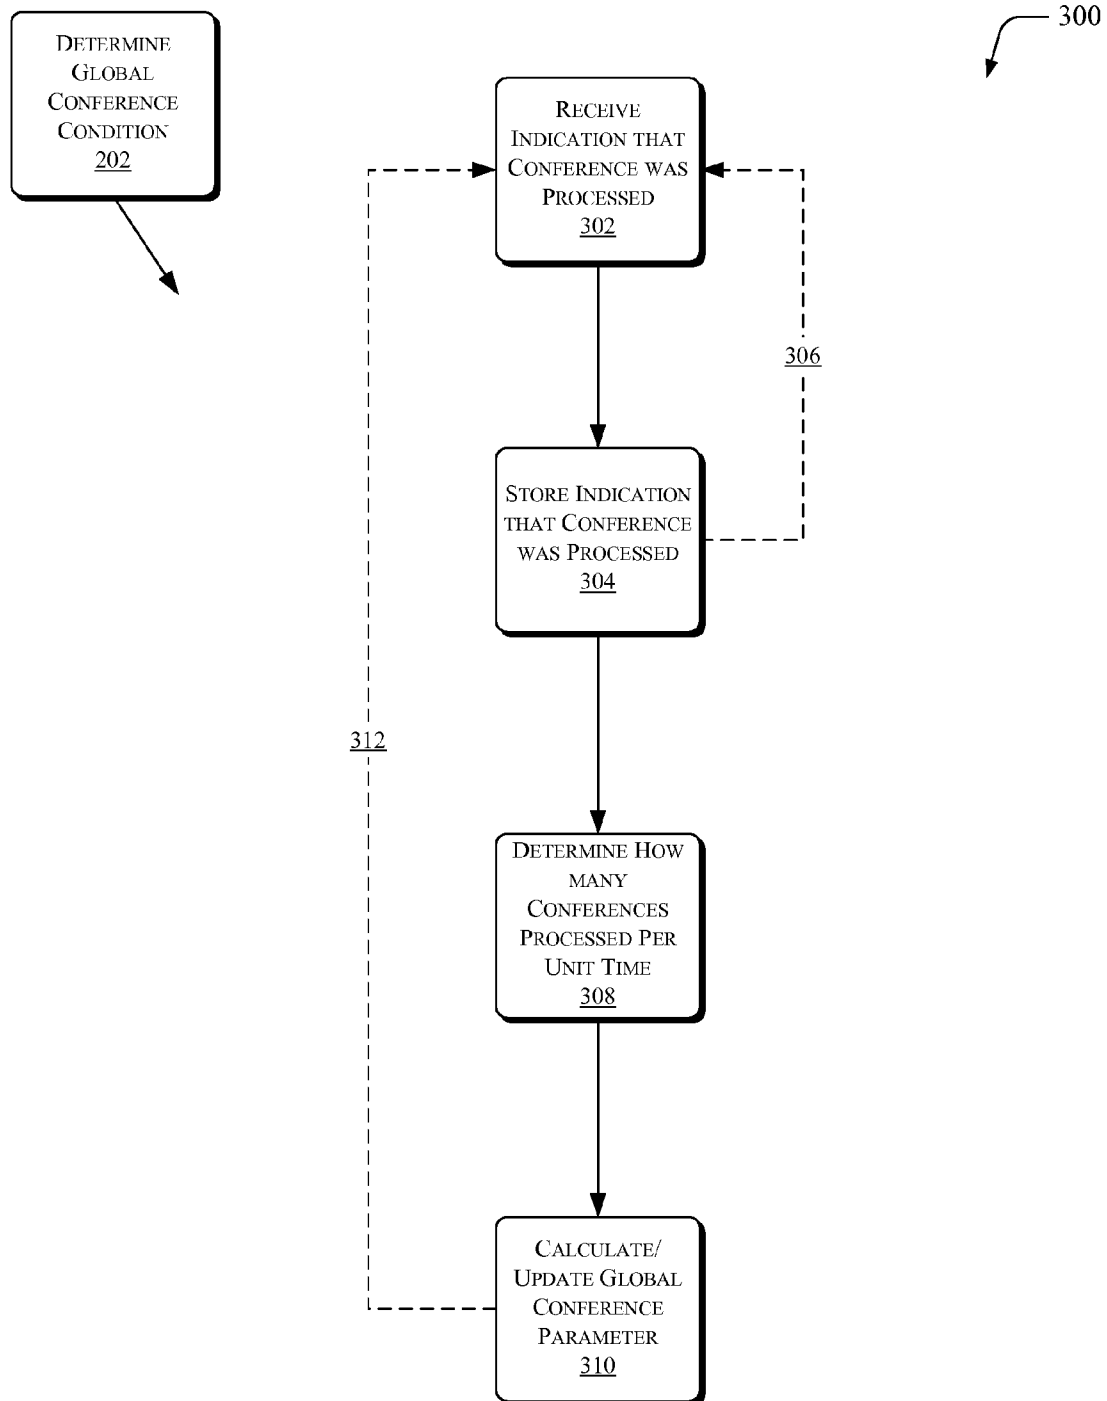 300
DETERMINE
GLOBAL
CONFERENCE
CONDITION
202
RECEIVE
INDICATION THAT
CONFERENCE WAS
PROCESSED
302
306
STORE INDICATION
THAT CONFERENCE
WAS PROCESSED
304
312
DETERMINE HOW
MANY
CONFERENCES
PROCESSED PER
UNIT TIME
308
CALCULATE/
UPDATE GLOBAL
CONFERENCE
PARAMETER
310